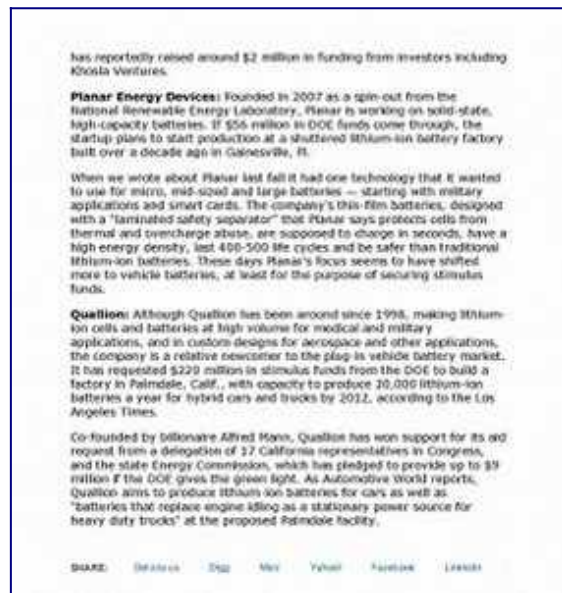 has reportedly raised around $2 million in funding from investors including
Khosla Ventures.
Planar Energy Devices: Founded in 2007 as a spin-out from the
National Renewable Energy Laboratory, Planar is working on solid-state,
high-capacity batteries. If $56 million in DOE funds come through, the
startup plans to start production at a shuttered lithium-ion battery factory
built over a decade ago in Gainesville, Fl.
When we wrote about Planar last fall it had one technology that it wanted
to use for micro, mid-sized and large batteries — starting with military
applications and smart cards. The company's thin-film batteries, designed
with a "laminated safety separator" that Planar says protects cells from
thermal and overcharge abuse, are supposed to charge in seconds, have a
high energy density, last 400-500 life cycles and be safer than traditional
lithium-ion batteries. These days Planar's focus seems to have shifted
more to vehicle batteries, at least for the purpose of securing stimulus
funds.
Quallion: Although Quallion has been around since 1998, making lithium-
ion cells and batteries at high volume for medical and military
applications, and in custom designs for aerospace and other applications,
the company is a relative newcomer to the plug-in vehicle battery market.
It has requested $220 million in stimulus funds from the DOE to build a
factory in Palmdale, Calif., with capacity to produce 20,000 lithium-ion
batteries a year for hybrid cars and trucks by 2012, according to the Los
Angeles Times.
Co-founded by billionaire Alfred Mann, Quallion has won support for its aid
request from a delegation of 17 California representatives in Congress,
and the state Energy Commission, which has pledged to provide up to $9
million if the DOE gives the green light. As Automotive World reports,
Quallion aims to produce lithium ion batteries for cars as well as
"batteries that replace engine idling as a stationary power source for
heavy duty trucks" at the proposed Palmdale facility.
SHARE: Delicious Digg Mixx Yahoo! Facebook LinkedIn